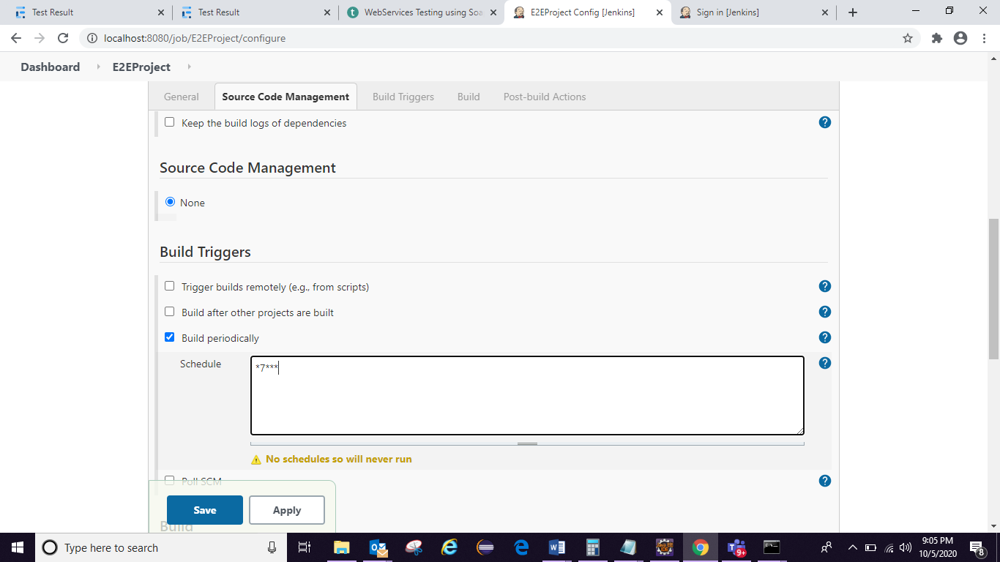 Test Result
Test Result
WebServices Testing using Soa
E2EProject Config [Jenkins]
Sign in [Jenkins]
localhost:8080/job/E2EProject/configure
Dashboard
E2EProject
General
Source Code Management
Build Triggers
Build
Post-build Actions
Keep the build logs of dependencies
?
Source Code Management
None
Build Triggers
Trigger builds remotely (e.g., from scripts)
?
Build after other projects are built
?
Build periodically
?
Schedule
*7***
?
No schedules so will never run
Poll SCM
?
Save
Apply
Build
Type here to search
9+
9:05 PM
10/5/2020
8